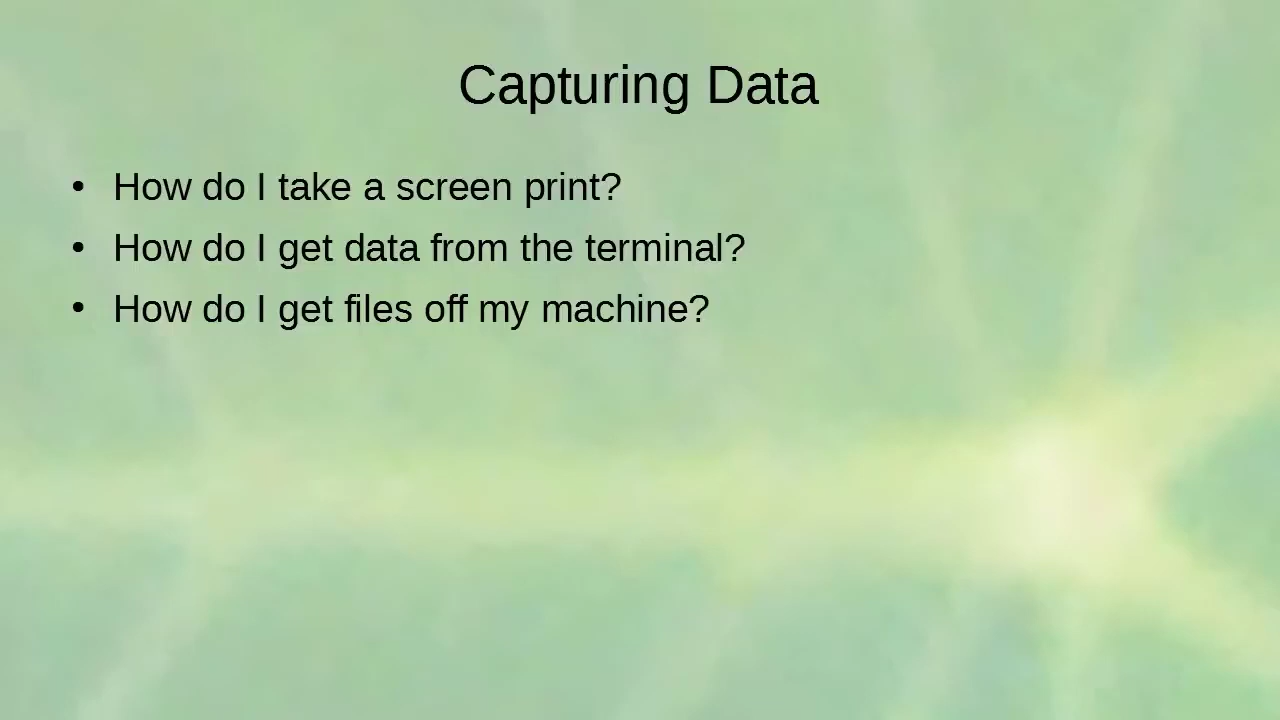 Capturing Data
• How do I take a screen print?
• How do I get data from the terminal?
• How do I get files off my machine?